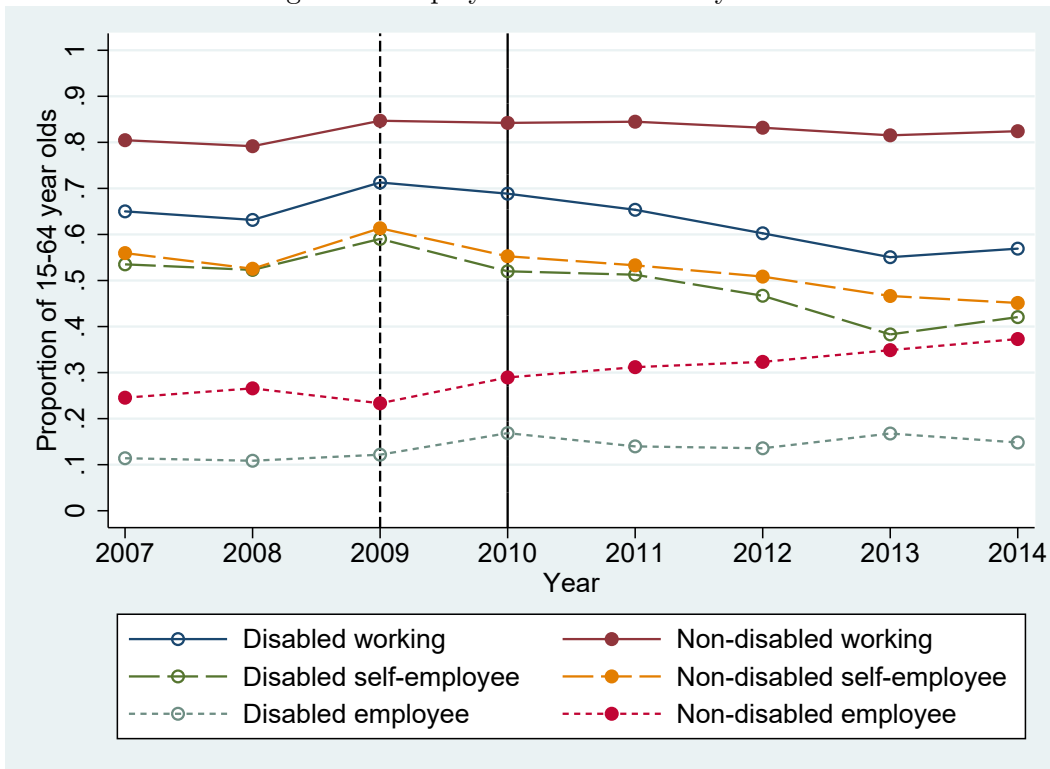 Proportion of 15-64 year olds
1
.9
.8
.7
.6
.5
.4
.3
.2
.1
0
2007 2008 2009 2010 2011 2012 2013 2014
Year
Disabled working Non-disabled working
Disabled self-employee Non-disabled self-employee
Disabled employee Non-disabled employee